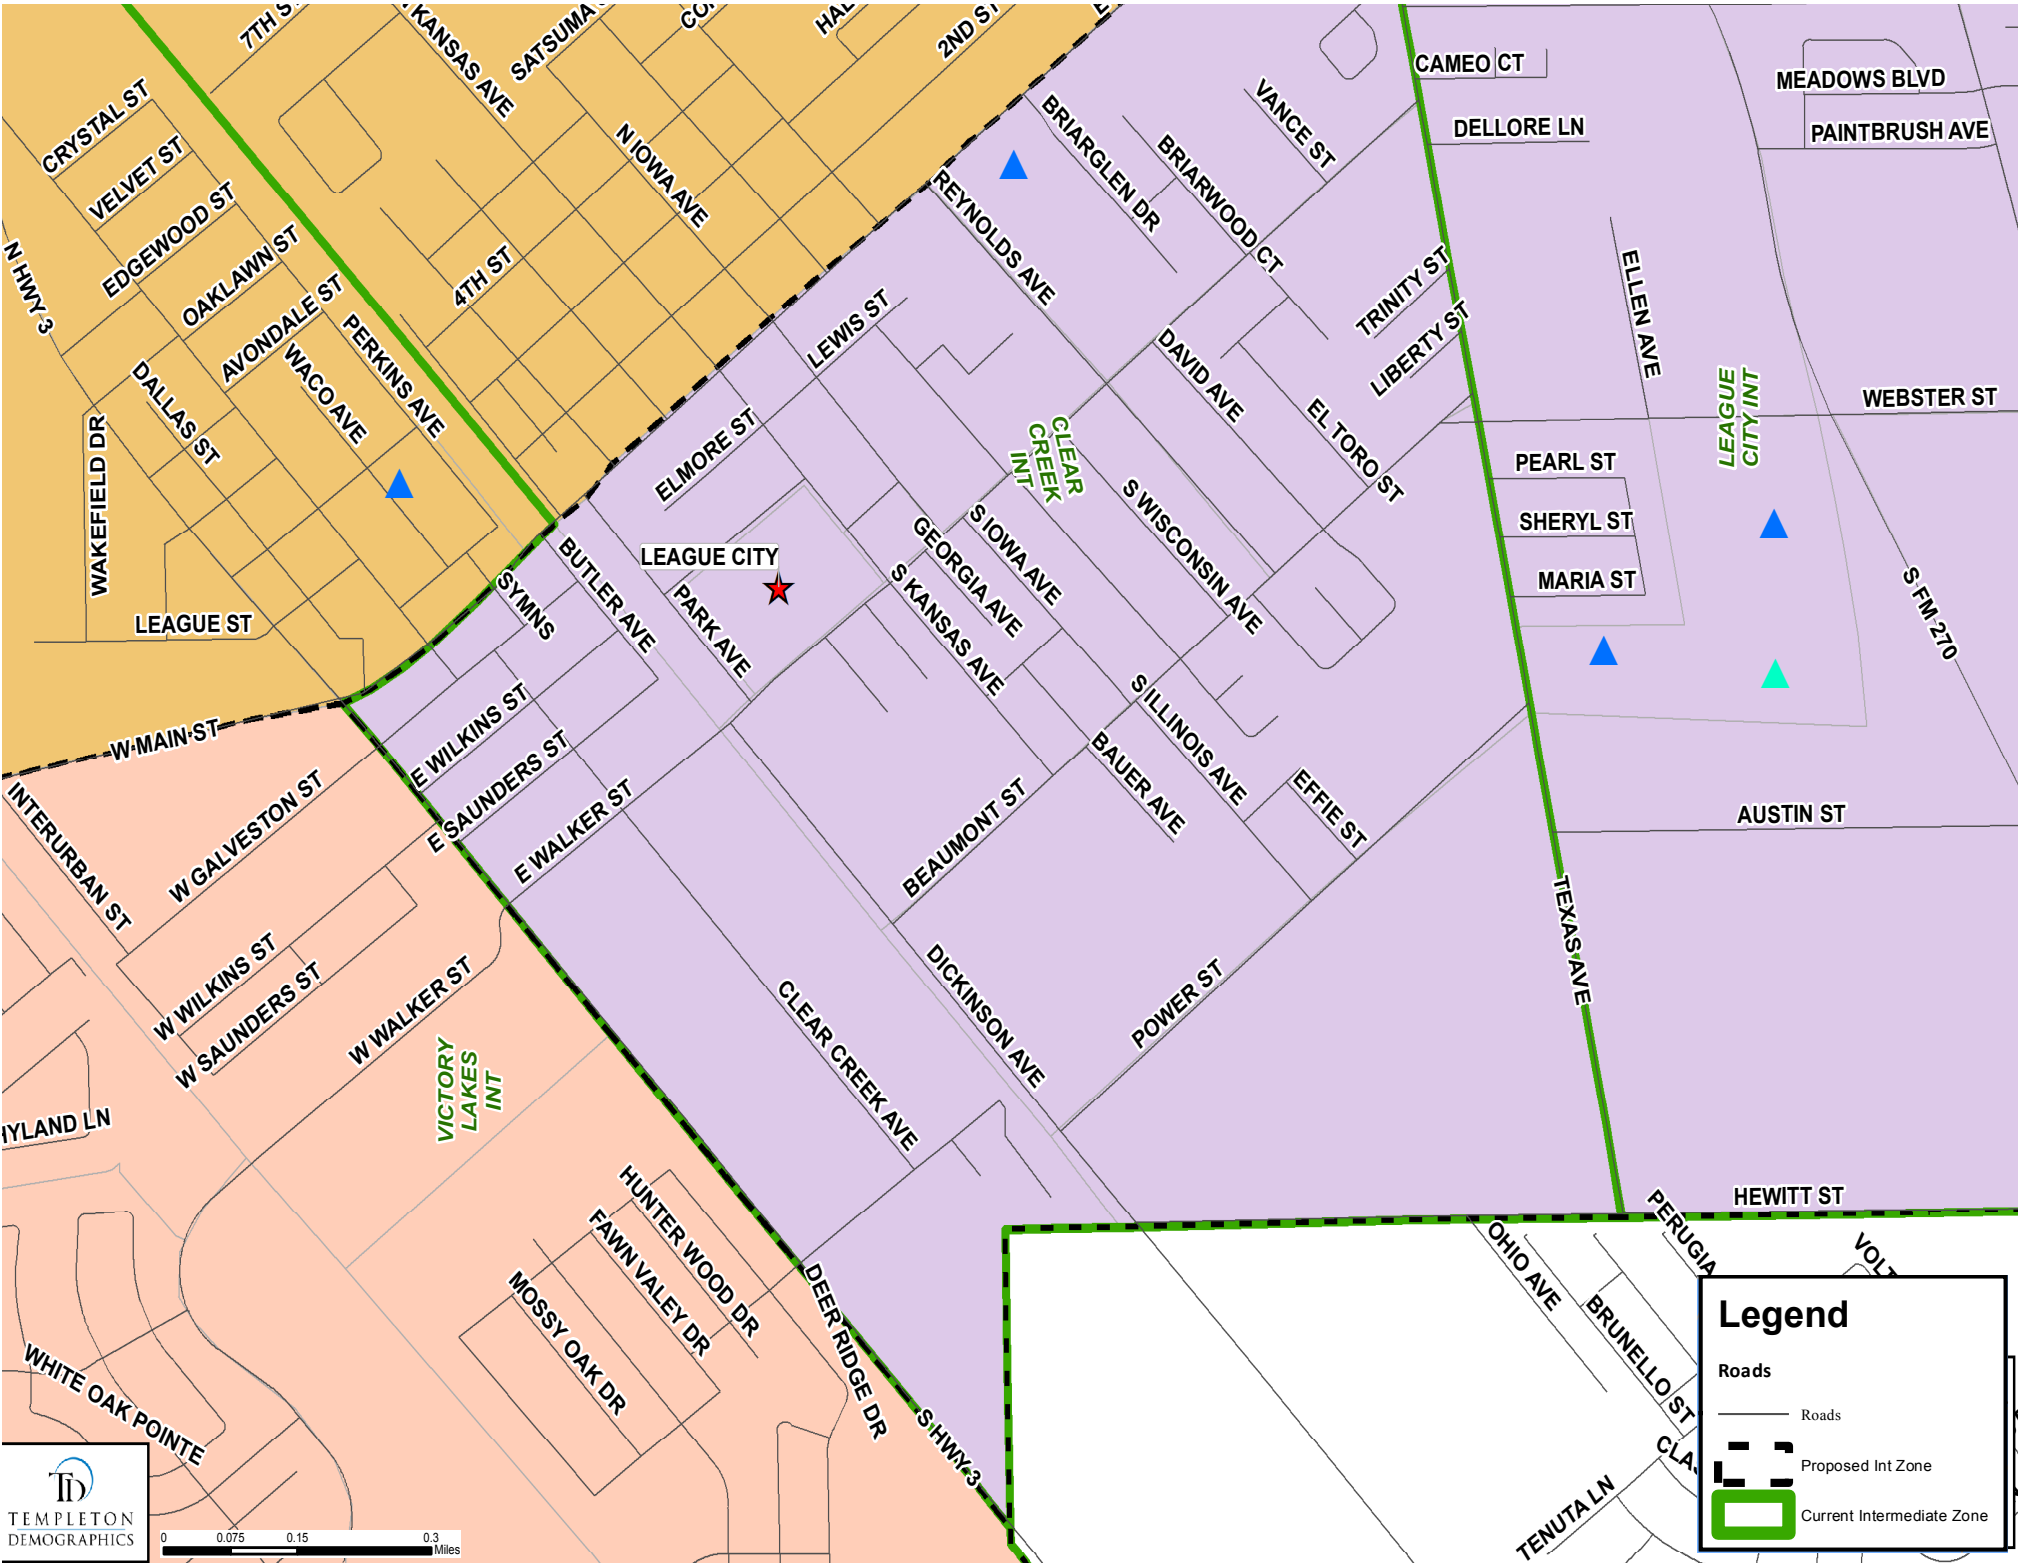 7TH ST
KANSAS AVE
SATSUMA
2ND ST
CRYSTAL ST
VELVET ST
EDGEWOOD ST
OAKLAWN ST
AVONDALE ST
N HWY 3
N IOWA AVE
4TH ST
PERKINS AVE
WACO AVE
DALLAS ST
WAKEFIELD DR
LEAGUE ST
W MAIN ST
BRIARGLEN DR
BRIARWOOD CT
VANCE ST
REYNOLDS AVE
CAMEO CT
DELLORE LN
MEADOWS BLVD
PAINTBRUSH AVE
TRINITY ST
LIBERTY ST
ELLEN AVE
LEWIS ST
ELMORE ST
DAVID AVE
EL TORO ST
WEBSTER ST
LEAGUE
CITY INT
CLEAR
CREEK
INT
PEARL ST
SHERYL ST
MARIA ST
S FM 270
S WISCONSIN AVE
S IOWA AVE
GEORGIA AVE
S KANSAS AVE
LEAGUE CITY
BUTLER AVE
SYMNS
PARK AVE
E WILKINS ST
E SAUNDERS ST
E WALKER ST
S ILLINOIS AVE
BAUER AVE
EFFIE ST
BEAUMONT ST
AUSTIN ST
TEXAS AVE
INTERURBAN ST
W GALVESTON ST
W WILKINS ST
W SAUNDERS ST
W WALKER ST
VICTORY
LAKES
INT
HYLAND LN
DICKINSON AVE
CLEAR CREEK AVE
POWER ST
HEWITT ST
HUNTER WOOD DR
FAWN VALEY DR
MOSSY OAK DR
DEER RIDGE DR
S HWY 3
WHITE OAK POINTE
OHIO AVE
PERUGIA
VOLT
BRUNELLO ST
TENUTA LN
Legend
Roads
Roads
Proposed Int Zone
Current Intermediate Zone
TD
TEMPLETON
DEMOGRAPHICS
0 0.075 0.15 0.3
Miles